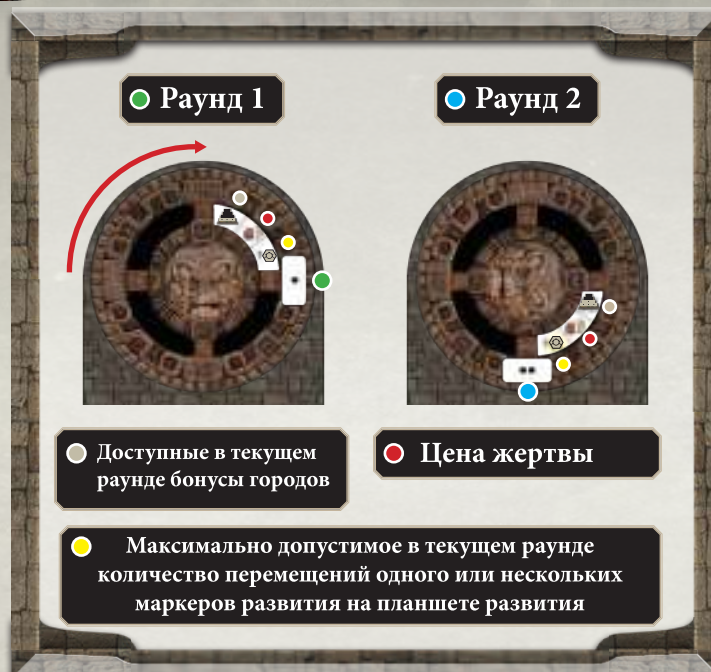 Раунд 1
Раунд 2
Доступные в текущем
раунде бонусы городов
Цена жертвы
Максимально допустимое в текущем раунде
количество перемещений одного или нескольких
маркеров развития на планшете развития